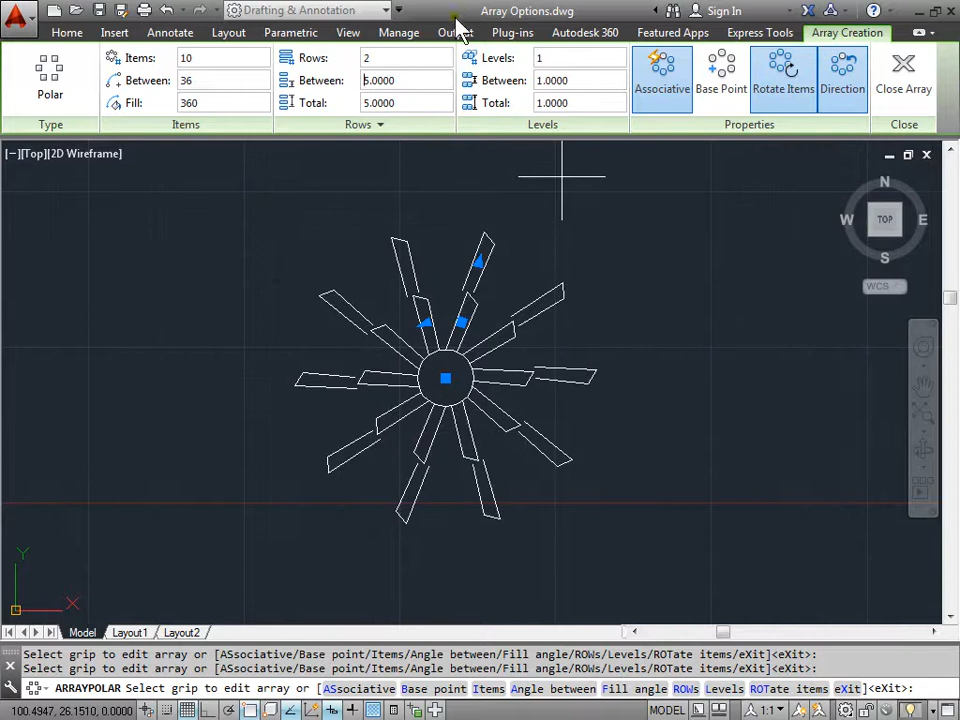 Drafting & Annotation
Array Options.dwg
Sign In
Home Insert Annotate Layout Parametric View Manage Output Plug-ins Autodesk 360 Featured Apps Express Tools Array Creation
Polar
Items: 10
Between: 36
Fill: 360
Rows: 2
Between: 5.0000
Total: 5.0000
Levels: 1
Between: 1.0000
Total: 1.0000
Associative Base Point Rotate Items Direction Close Array
Type Items Rows Levels Properties Close
[−][Top][2D Wireframe]
N
W TOP E
S
WCS
Y
X
Model Layout1 Layout2
Select grip to edit array or [ASsociative/Base point/Items/Angle between/Fill angle/ROWs/Levels/ROTate items/eXit]<eXit>:
Select grip to edit array or [ASsociative/Base point/Items/Angle between/Fill angle/ROWs/Levels/ROTate items/eXit]<eXit>:
ARRAYPOLAR Select grip to edit array or [ASsociative Base point Items Angle between Fill angle ROWs Levels ROTate items eXit]<eXit>:
100.4947, 26.1510, 0.0000
MODEL 1:1